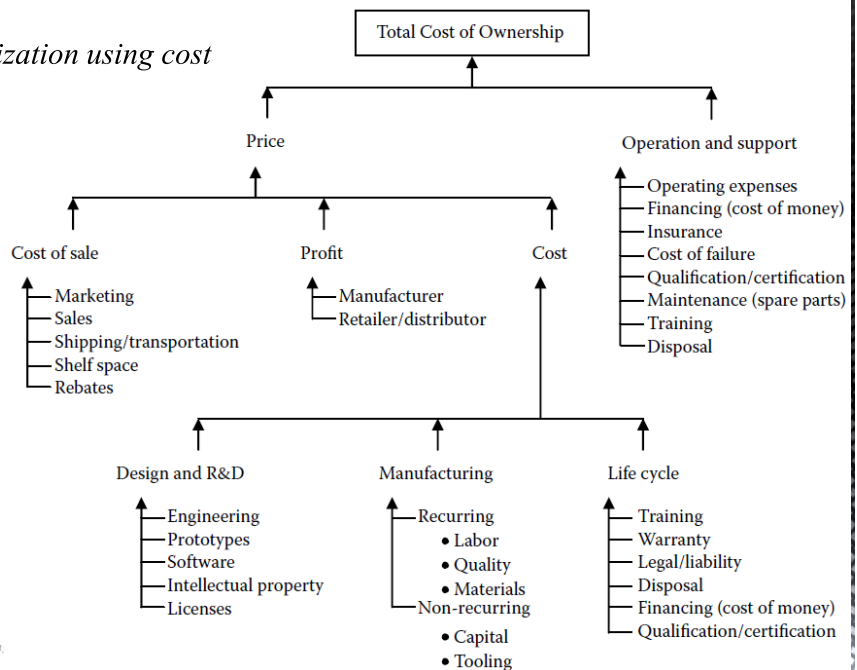 ization using cost
Total Cost of Ownership
Price
Operation and support
Operating expenses
Financing (cost of money)
Insurance
Cost of failure
Qualification/certification
Maintenance (spare parts)
Training
Disposal
Cost of sale
Marketing
Sales
Shipping/transportation
Shelf space
Rebates
Profit
Manufacturer
Retailer/distributor
Cost
Design and R&D
Engineering
Prototypes
Software
Intellectual property
Licenses
Manufacturing
Recurring
• Labor
• Quality
• Materials
Non-recurring
• Capital
• Tooling
Life cycle
Training
Warranty
Legal/liability
Disposal
Financing (cost of money)
Qualification/certification